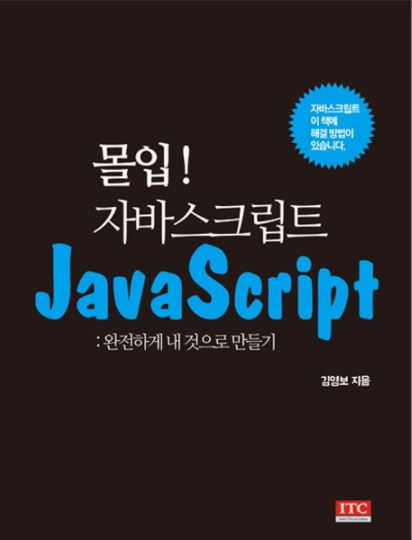 자바스크립트
이 책에
해결 방법이
있습니다.
몰입!
자바스크립트
JavaScript
: 완전하게 내 것으로 만들기
김영보 지음
ITC